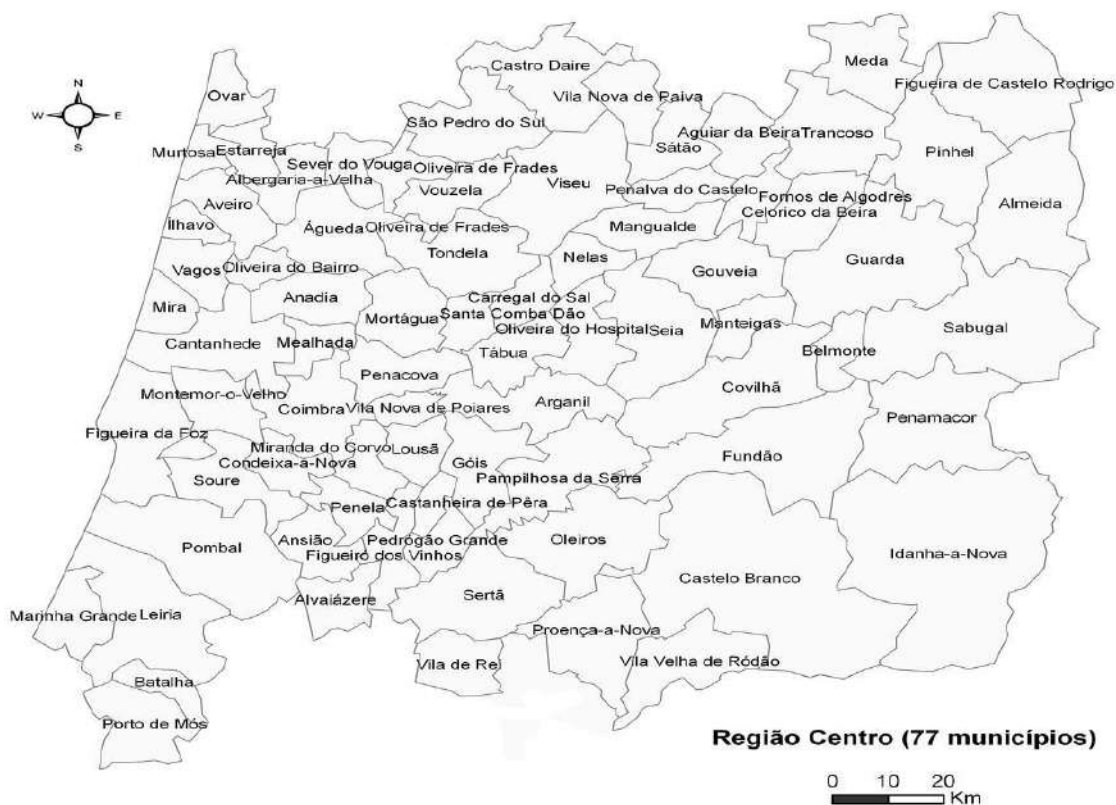 Castro Daire
Meda
Figueira de Castelo Rodrigo
N
W
E
S
Ovar
Vila Nova de Paiva
São Pedro do Sul
Aguiar da Beira
Trancoso
Murtosa
Estarreja
Sátão
Pinhel
Sever do Vouga
Oliveira de Frades
Albergaria-a-Velha
Vouzela
Viseu
Penalva do Castelo
Fornos de Algodres
Aveiro
Almeida
Celorico da Beira
Ílhavo
Águeda
Oliveira de Frades
Mangualde
Tondela
Nelas
Guarda
Vagos
Oliveira do Bairro
Gouveia
Anadia
Carregal do Sal
Mira
Mortágua
Santa Comba Dão
Manteigas
Sabugal
Oliveira do Hospital
Seia
Cantanhede
Mealhada
Tábua
Belmonte
Penacova
Covilhã
Montemor-o-Velho
Coimbra
Vila Nova de Poiares
Arganil
Penamacor
Figueira da Foz
Miranda do Corvo
Lousã
Fundão
Condeixa-a-Nova
Góis
Soure
Pampilhosa da Serra
Penela
Castanheira de Pêra
Pombal
Ansião
Pedrógão Grande
Oleiros
Figueiró dos Vinhos
Idanha-a-Nova
Castelo Branco
Alvaiázere
Sertã
Marinha Grande
Leiria
Proença-a-Nova
Vila de Rei
Vila Velha de Ródão
Batalha
Porto de Mós
Região Centro (77 municípios)
0 10 20
Km